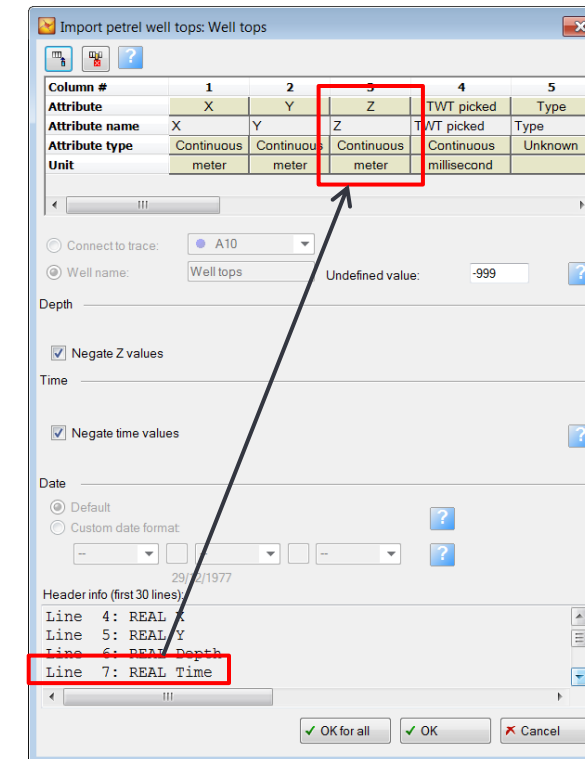 Import petrel well tops: Well tops
?
Column # 1 2 3 4 5
Attribute X Y Z TWT picked Type
Attribute name X Y Z TWT picked Type
Attribute type Continuous Continuous Continuous Continuous Unknown
Unit meter meter meter millisecond
Connect to trace: A10
Well name: Well tops Undefined value: -999 ?
Depth
Negate Z values
Time
Negate time values ?
Date
Default ?
Custom date format:
-- -- -- ?
29/12/1977
Header info (first 30 lines):
Line 4: REAL X
Line 5: REAL Y
Line 6: REAL Depth
Line 7: REAL Time
OK for all OK Cancel